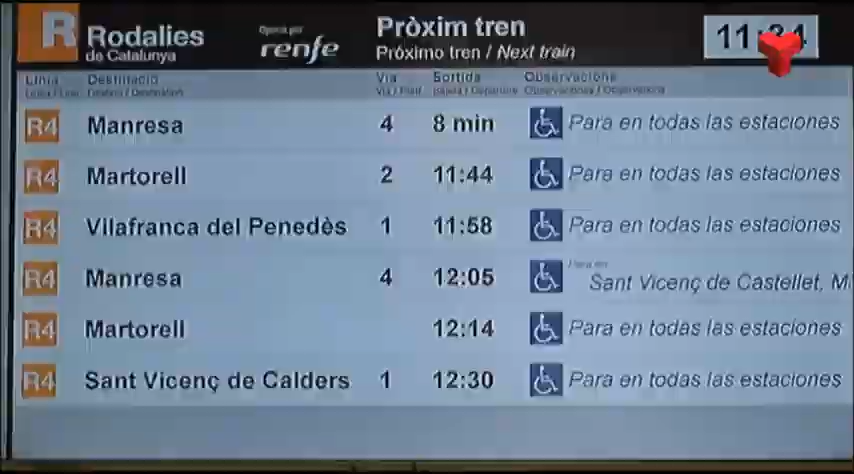 R Rodalies de Catalunya
Operat per renfe
Pròxim tren
Próximo tren / Next train
Línia Destinació Via Sortida Observacions
R4 Manresa 4 8 min Para en todas las estaciones
R4 Martorell 2 11:44 Para en todas las estaciones
R4 Vilafranca del Penedès 1 11:58 Para en todas las estaciones
R4 Manresa 4 12:05 Para en Sant Vicenç de Castellet, M
R4 Martorell 12:14 Para en todas las estaciones
R4 Sant Vicenç de Calders 1 12:30 Para en todas las estaciones